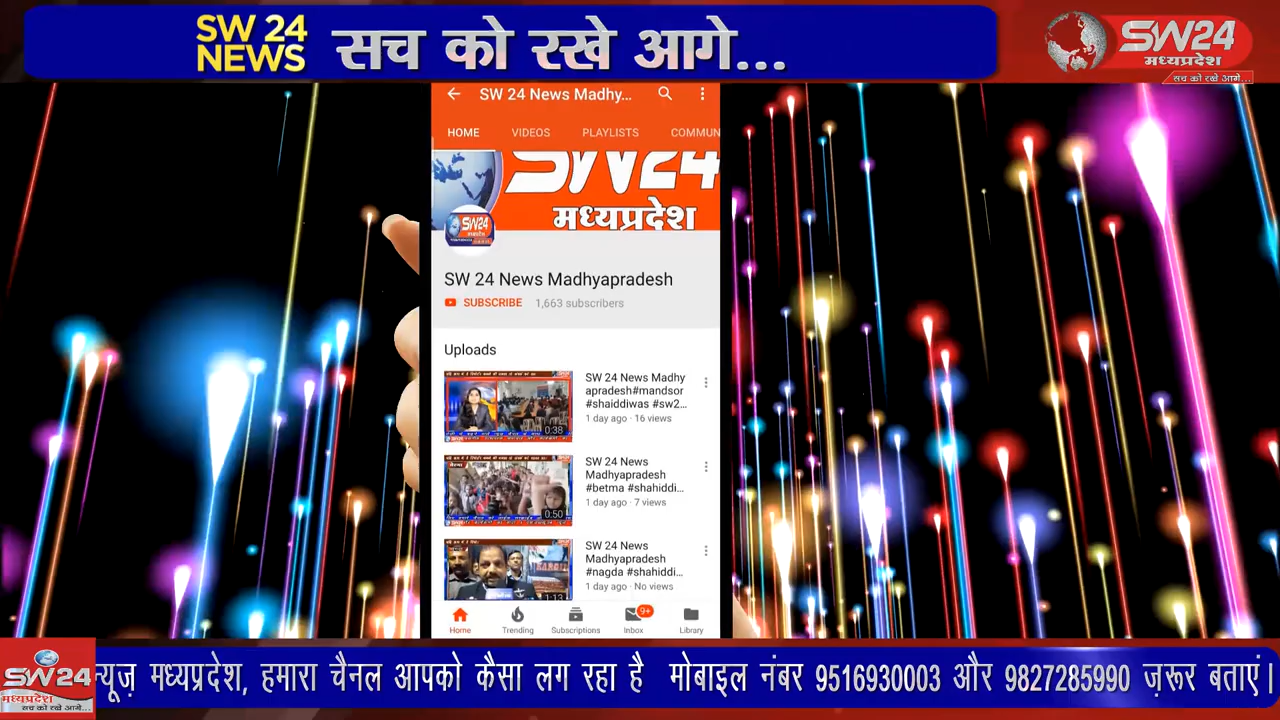 SW 24
NEWS
सच को रखे आगे...
SW24
मध्यप्रदेश
सच को रखे आगे...
SW 24 News Madhy...
HOME VIDEOS PLAYLISTS COMMUN
SW24
मध्यप्रदेश
SW24
SW 24 News Madhyapradesh
SUBSCRIBE 1,663 subscribers
Uploads
SW 24 News Madhy
apradesh#mandsor
#shaiddiwas #sw2...
1 day ago · 16 views
0:38
SW 24 News
Madhyapradesh
#betma #shahiddi...
1 day ago · 7 views
0:50
SW 24 News
Madhyapradesh
#nagda #shahiddi...
1 day ago · No views
1:13
9+
Home Trending Subscriptions Inbox Library
SW24
मध्यप्रदेश
सच को रखे आगे...
न्यूज़ मध्यप्रदेश, हमारा चैनल आपको कैसा लग रहा है मोबाइल नंबर 9516930003 और 9827285990 ज़रूर बताएं।